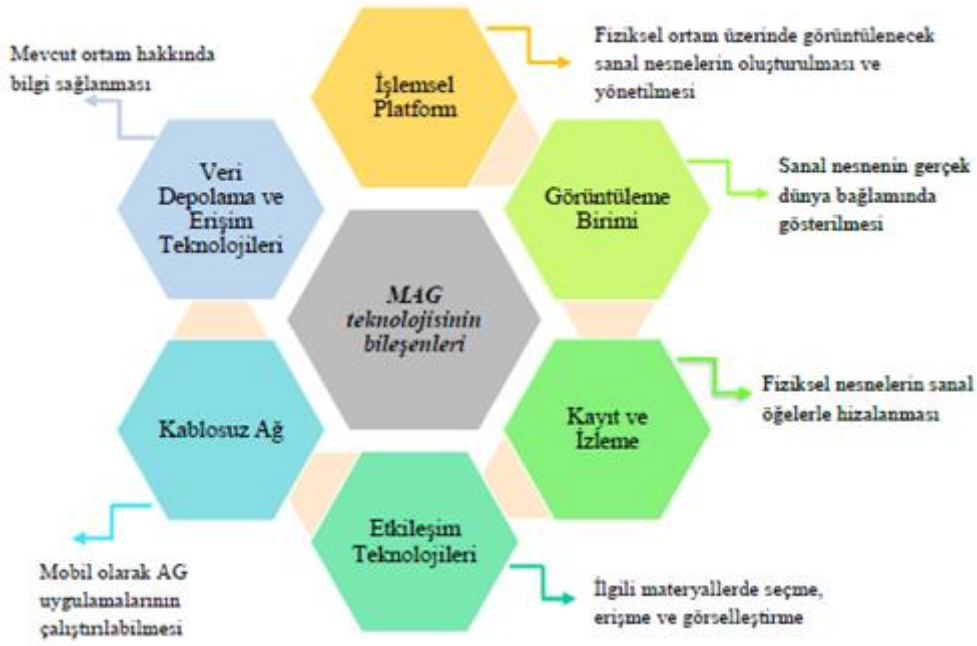 Mevcut ortam hakkında
bilgi sağlanması
İşlemsel
Platform
Fiziksel ortam üzerinde görüntülenecek
sanal nesnelerin oluşturulması ve
yönetilmesi
Veri
Depolama ve
Erişim
Teknolojileri
Görüntüleme
Birimi
Sanal nesnenin gerçek
dünya bağlamında
gösterilmesi
MAG
teknolojisinin
bileşenleri
Kablosuz Ağ
Kayıt ve
İzleme
Fiziksel nesnelerin sanal
öğelerle hizalanması
Etkileşim
Teknolojileri
Mobil olarak AG
uygulamalarının
çalıştırılabilmesi
İlgili materyallerde seçme,
erişme ve görselleştirme